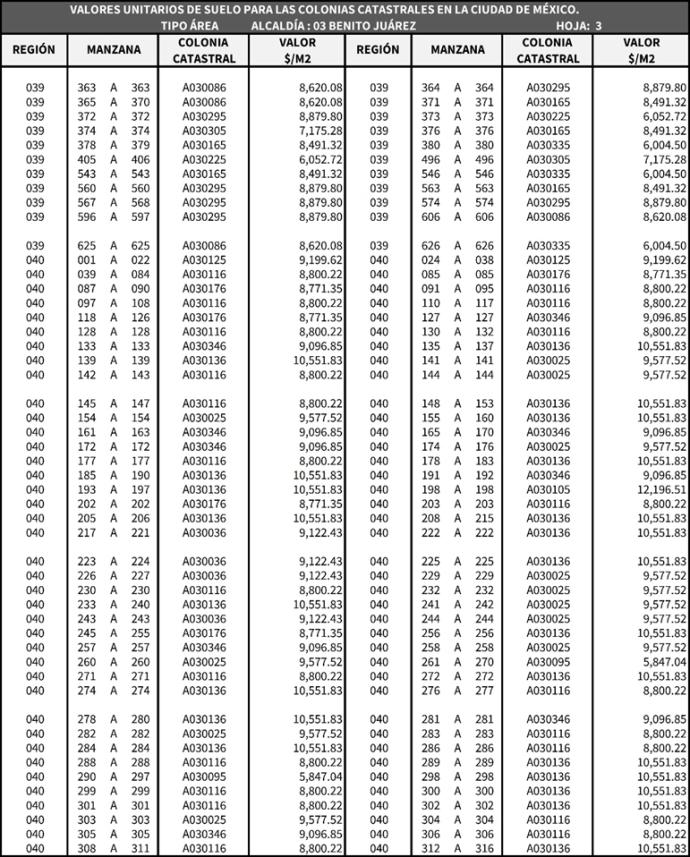 VALORES UNITARIOS DE SUELO PARA LAS COLONIAS CATASTRALES EN LA CIUDAD DE MÉXICO.
TIPO ÁREA ALCALDÍA : 03 BENITO JUÁREZ HOJA: 3
REGIÓN MANZANA COLONIA CATASTRAL VALOR $/M2 REGIÓN MANZANA COLONIA CATASTRAL VALOR $/M2
039 363 A 363 A030086 8,620.08 039 364 A 364 A030295 8,879.80
039 365 A 370 A030086 8,620.08 039 371 A 371 A030165 8,491.32
039 372 A 372 A030295 8,879.80 039 373 A 373 A030225 6,052.72
039 374 A 374 A030305 7,175.28 039 376 A 376 A030165 8,491.32
039 378 A 379 A030165 8,491.32 039 380 A 380 A030335 6,004.50
039 405 A 406 A030225 6,052.72 039 496 A 496 A030305 7,175.28
039 543 A 543 A030165 8,491.32 039 546 A 546 A030335 6,004.50
039 560 A 560 A030295 8,879.80 039 563 A 563 A030165 8,491.32
039 567 A 568 A030295 8,879.80 039 574 A 574 A030295 8,879.80
039 596 A 597 A030295 8,879.80 039 606 A 606 A030086 8,620.08
039 625 A 625 A030086 8,620.08 039 626 A 626 A030335 6,004.50
040 001 A 022 A030125 9,199.62 040 024 A 038 A030125 9,199.62
040 039 A 084 A030116 8,800.22 040 085 A 085 A030176 8,771.35
040 087 A 090 A030176 8,771.35 040 091 A 095 A030116 8,800.22
040 097 A 108 A030116 8,800.22 040 110 A 117 A030116 8,800.22
040 118 A 126 A030176 8,771.35 040 127 A 127 A030346 9,096.85
040 128 A 128 A030116 8,800.22 040 130 A 132 A030116 8,800.22
040 133 A 133 A030346 9,096.85 040 135 A 137 A030136 10,551.83
040 139 A 139 A030136 10,551.83 040 141 A 141 A030025 9,577.52
040 142 A 143 A030116 8,800.22 040 144 A 144 A030025 9,577.52
040 145 A 147 A030116 8,800.22 040 148 A 153 A030136 10,551.83
040 154 A 154 A030025 9,577.52 040 155 A 160 A030136 10,551.83
040 161 A 163 A030346 9,096.85 040 165 A 170 A030346 9,096.85
040 172 A 172 A030346 9,096.85 040 174 A 176 A030025 9,577.52
040 177 A 177 A030116 8,800.22 040 178 A 183 A030136 10,551.83
040 185 A 190 A030136 10,551.83 040 191 A 192 A030346 9,096.85
040 193 A 197 A030136 10,551.83 040 198 A 198 A030105 12,196.51
040 202 A 202 A030176 8,771.35 040 203 A 203 A030116 8,800.22
040 205 A 206 A030136 10,551.83 040 208 A 215 A030136 10,551.83
040 217 A 221 A030036 9,122.43 040 222 A 222 A030136 10,551.83
040 223 A 224 A030036 9,122.43 040 225 A 225 A030136 10,551.83
040 226 A 227 A030036 9,122.43 040 229 A 229 A030025 9,577.52
040 230 A 230 A030116 8,800.22 040 232 A 232 A030025 9,577.52
040 233 A 240 A030136 10,551.83 040 241 A 242 A030025 9,577.52
040 243 A 243 A030036 9,122.43 040 244 A 244 A030025 9,577.52
040 245 A 255 A030176 8,771.35 040 256 A 256 A030136 10,551.83
040 257 A 257 A030346 9,096.85 040 258 A 258 A030025 9,577.52
040 260 A 260 A030025 9,577.52 040 261 A 270 A030095 5,847.04
040 271 A 271 A030116 8,800.22 040 272 A 272 A030136 10,551.83
040 274 A 274 A030136 10,551.83 040 276 A 277 A030116 8,800.22
040 278 A 280 A030136 10,551.83 040 281 A 281 A030346 9,096.85
040 282 A 282 A030025 9,577.52 040 283 A 283 A030116 8,800.22
040 284 A 284 A030136 10,551.83 040 286 A 286 A030116 8,800.22
040 288 A 288 A030116 8,800.22 040 289 A 289 A030136 10,551.83
040 290 A 297 A030095 5,847.04 040 298 A 298 A030136 10,551.83
040 299 A 299 A030116 8,800.22 040 300 A 300 A030136 10,551.83
040 301 A 301 A030116 8,800.22 040 302 A 302 A030136 10,551.83
040 303 A 303 A030025 9,577.52 040 304 A 304 A030116 8,800.22
040 305 A 305 A030346 9,096.85 040 306 A 306 A030116 8,800.22
040 308 A 311 A030116 8,800.22 040 312 A 316 A030136 10,551.83